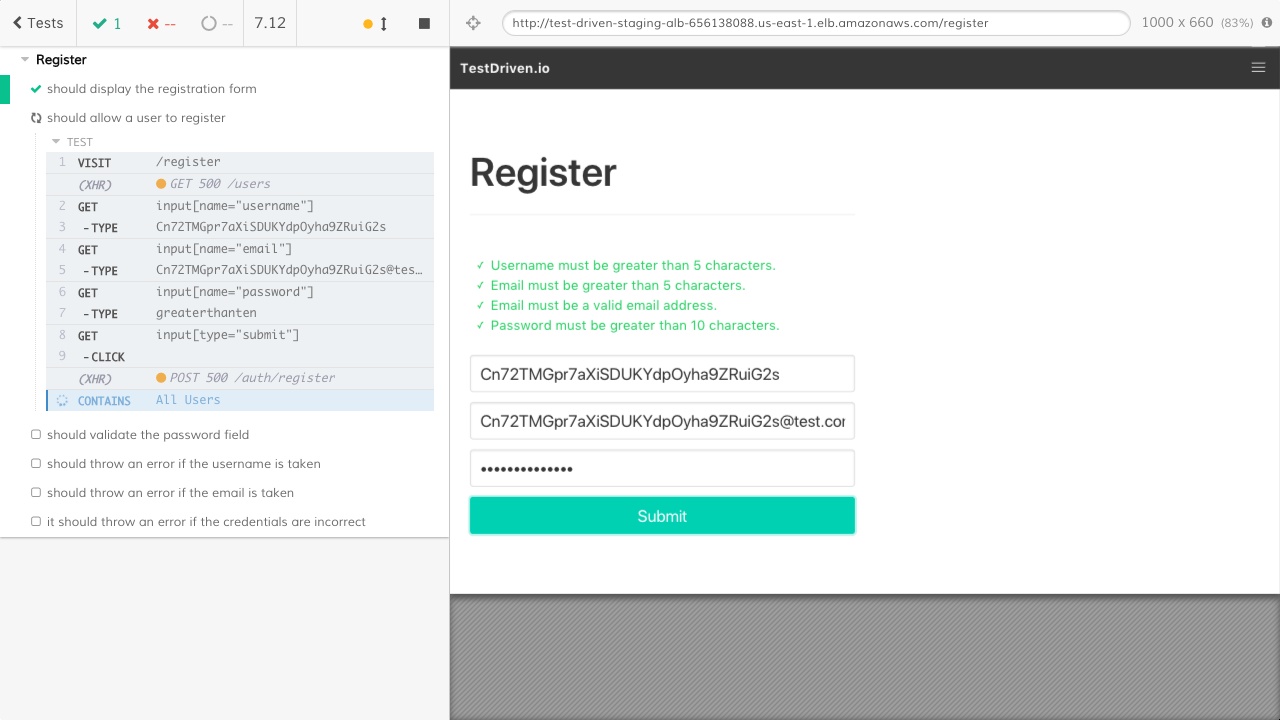 Tests 1 -- -- 7.12
Register
should display the registration form
should allow a user to register
TEST
1 VISIT /register
(XHR) GET 500 /users
2 GET input[name="username"]
3 -TYPE Cn72TMGpr7aXiSDUKYdpOyha9ZRuiG2s
4 GET input[name="email"]
5 -TYPE Cn72TMGpr7aXiSDUKYdpOyha9ZRuiG2s@tes…
6 GET input[name="password"]
7 -TYPE greaterthanten
8 GET input[type="submit"]
9 -CLICK
(XHR) POST 500 /auth/register
CONTAINS All Users
should validate the password field
should throw an error if the username is taken
should throw an error if the email is taken
it should throw an error if the credentials are incorrect
http://test-driven-staging-alb-656138088.us-east-1.elb.amazonaws.com/register 1000 x 660 (83%)
TestDriven.io
Register
✓ Username must be greater than 5 characters.
✓ Email must be greater than 5 characters.
✓ Email must be a valid email address.
✓ Password must be greater than 10 characters.
Cn72TMGpr7aXiSDUKYdpOyha9ZRuiG2s
Cn72TMGpr7aXiSDUKYdpOyha9ZRuiG2s@test.com
••••••••••••••
Submit